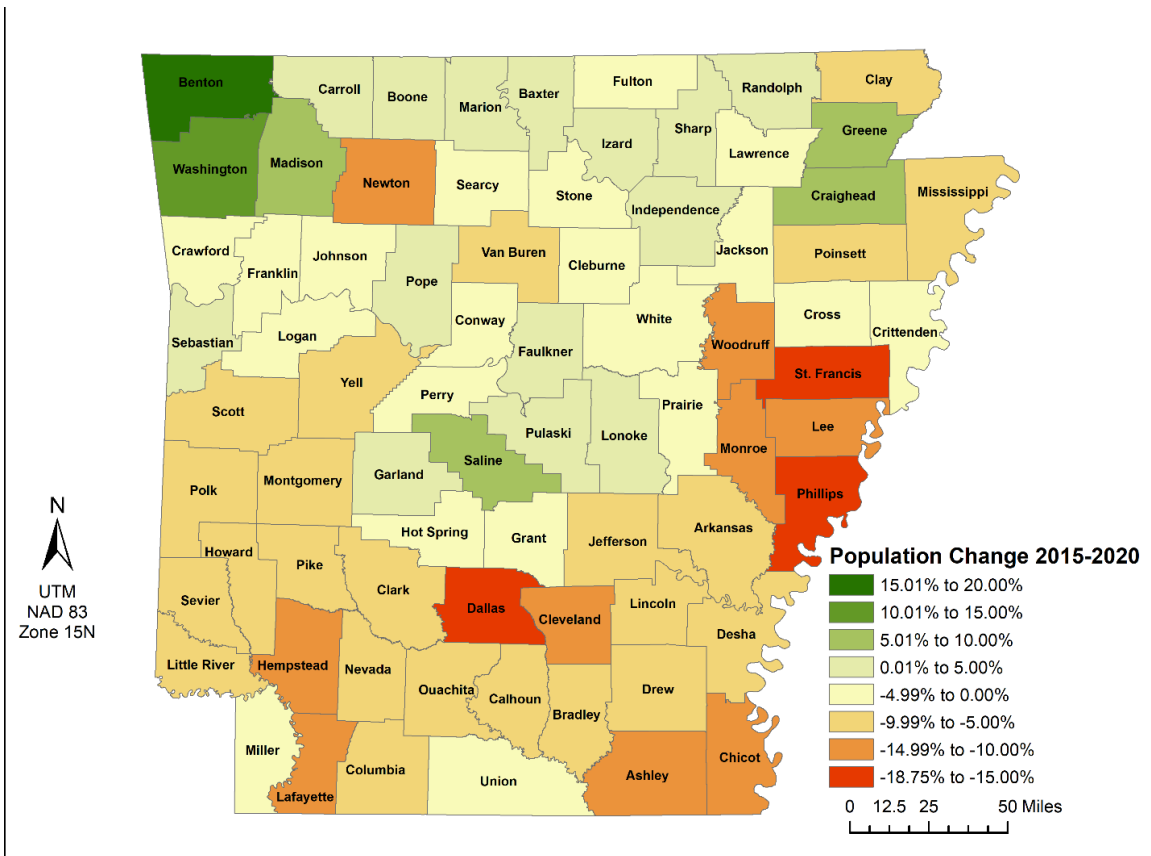 Benton
Carroll
Boone
Marion
Baxter
Fulton
Randolph
Clay
Sharp
Greene
Izard
Lawrence
Washington
Madison
Newton
Searcy
Stone
Independence
Craighead
Mississippi
Crawford
Franklin
Johnson
Pope
Van Buren
Cleburne
Jackson
Poinsett
Sebastian
Logan
Conway
Faulkner
White
Woodruff
Cross
Crittenden
Scott
Yell
Perry
Pulaski
Lonoke
Prairie
St. Francis
Lee
Monroe
Polk
Montgomery
Garland
Saline
Phillips
Hot Spring
Grant
Jefferson
Arkansas
Howard
Pike
Clark
Dallas
Cleveland
Lincoln
Desha
Sevier
Little River
Hempstead
Nevada
Ouachita
Calhoun
Bradley
Drew
Miller
Lafayette
Columbia
Union
Ashley
Chicot
N
UTM
NAD 83
Zone 15N
Population Change 2015-2020
15.01% to 20.00%
10.01% to 15.00%
5.01% to 10.00%
0.01% to 5.00%
-4.99% to 0.00%
-9.99% to -5.00%
-14.99% to -10.00%
-18.75% to -15.00%
0 12.5 25 50 Miles